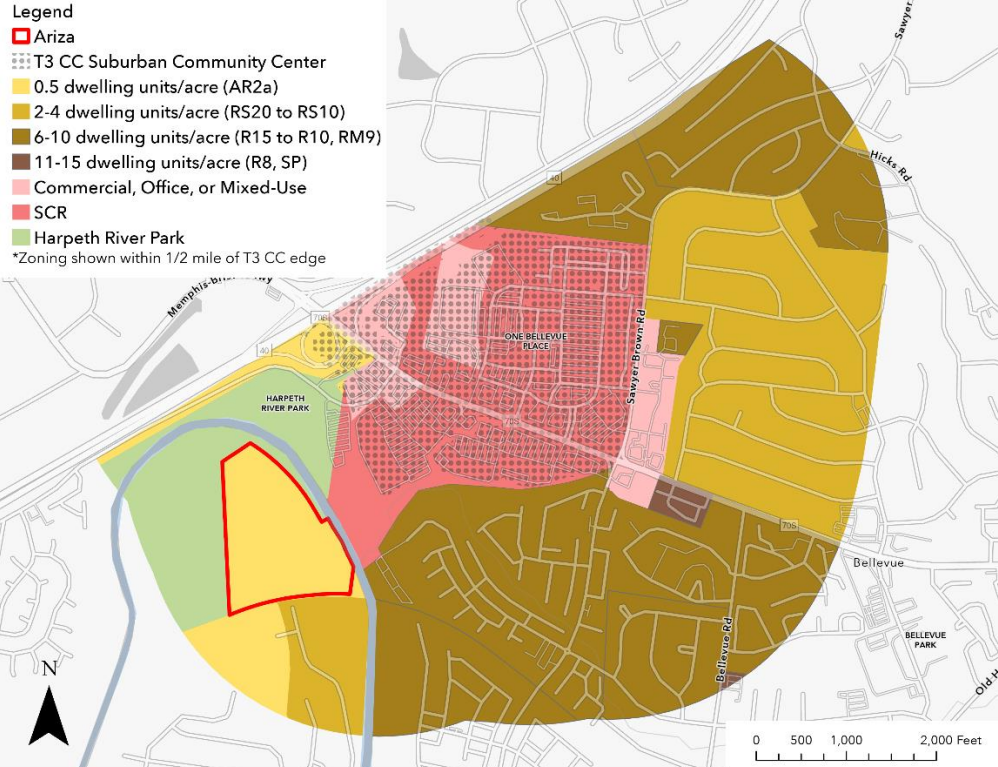 Legend
Ariza
T3 CC Suburban Community Center
0.5 dwelling units/acre (AR2a)
2-4 dwelling units/acre (RS20 to RS10)
6-10 dwelling units/acre (R15 to R10, RM9)
11-15 dwelling units/acre (R8, SP)
Commercial, Office, or Mixed-Use
SCR
Harpeth River Park
*Zoning shown within 1/2 mile of T3 CC edge
Sawyer
Hicks Rd
40
70S
40
ONE BELLEVUE
PLACE
Sawyer Brown Rd
HARPETH
RIVER PARK
70S
70S
Bellevue
BELLEVUE
PARK
Bellevue Rd
Old H
N
0 500 1,000 2,000 Feet